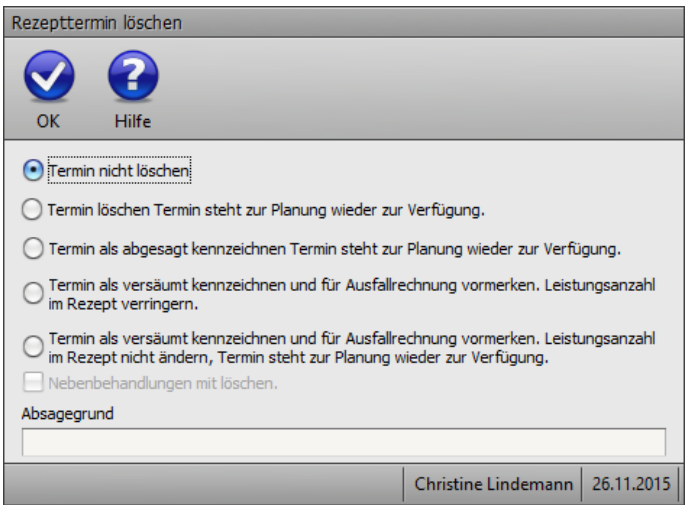 Rezepttermin löschen
OK Hilfe
Termin nicht löschen
Termin löschen Termin steht zur Planung wieder zur Verfügung.
Termin als abgesagt kennzeichnen Termin steht zur Planung wieder zur Verfügung.
Termin als versäumt kennzeichnen und für Ausfallrechnung vormerken. Leistungsanzahl
im Rezept verringern.
Termin als versäumt kennzeichnen und für Ausfallrechnung vormerken. Leistungsanzahl
im Rezept nicht ändern, Termin steht zur Planung wieder zur Verfügung.
Nebenbehandlungen mit löschen.
Absagegrund
Christine Lindemann 26.11.2015